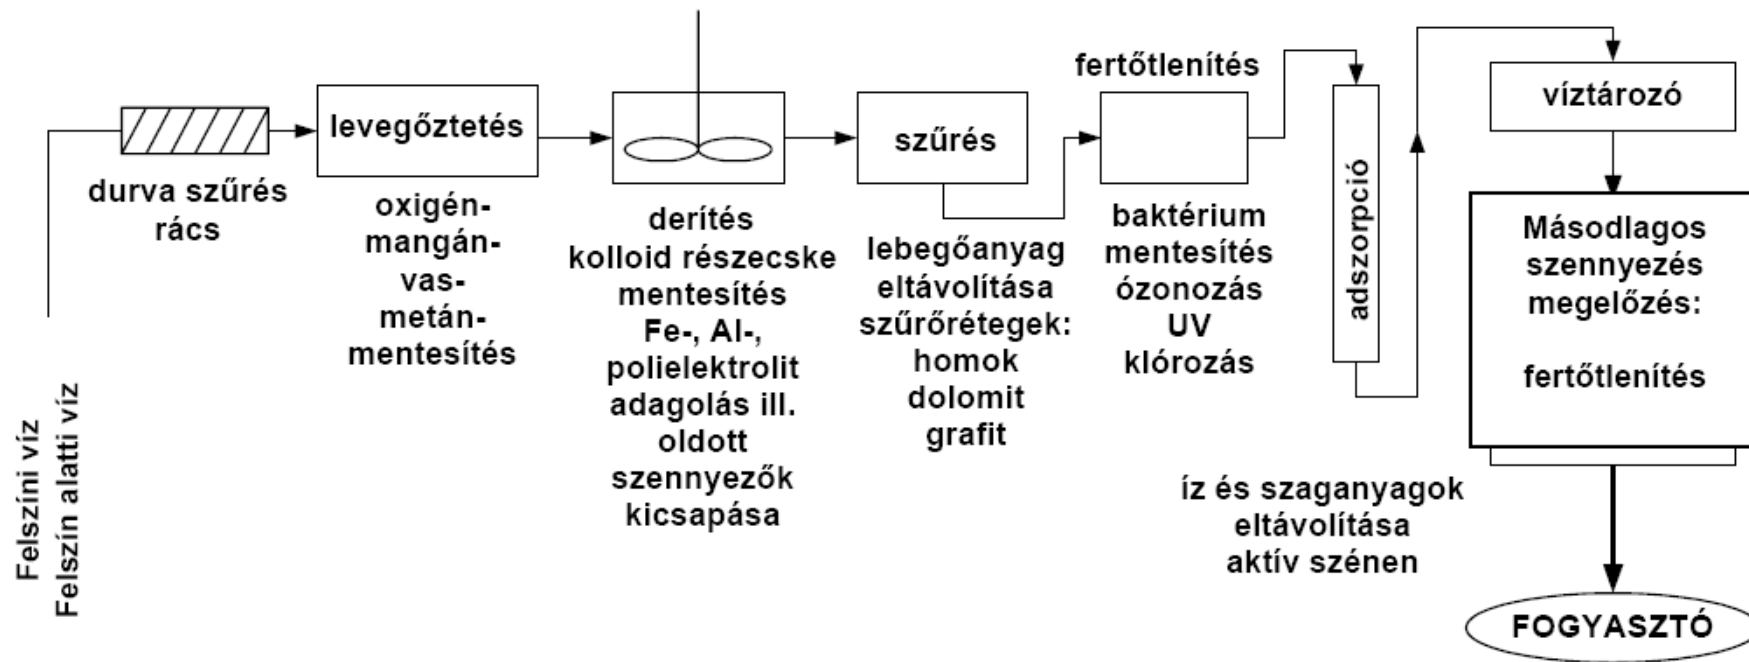 Felszíni víz
Felszín alatti víz
durva szűrés
rács
levegőztetés
oxigén-
mangán-
vas-
metán-
mentesítés
derítés
kolloid részecske
mentesítés
Fe-, Al-,
polielektrolit
adagolás ill.
oldott
szennyezők
kicsapása
szűrés
lebegőanyag
eltávolítása
szűrőrétegek:
homok
dolomit
grafit
fertőtlenítés
baktérium
mentesítés
ózonozás
UV
klórozás
adszorpció
íz és szaganyagok
eltávolítása
aktív szénen
víztározó
Másodlagos
szennyezés
megelőzés:
fertőtlenítés
FOGYASZTÓ